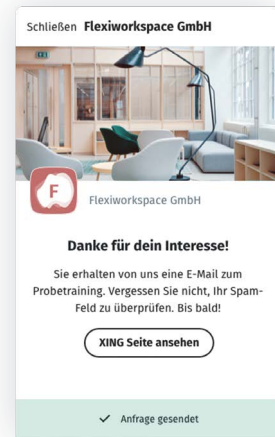 Schließen Flexiworkspace GmbH
F
Flexiworkspace GmbH
Danke für dein Interesse!
Sie erhalten von uns eine E-Mail zum
Probetraining. Vergessen Sie nicht, Ihr Spam-
Feld zu überprüfen. Bis bald!
XING Seite ansehen
Anfrage gesendet